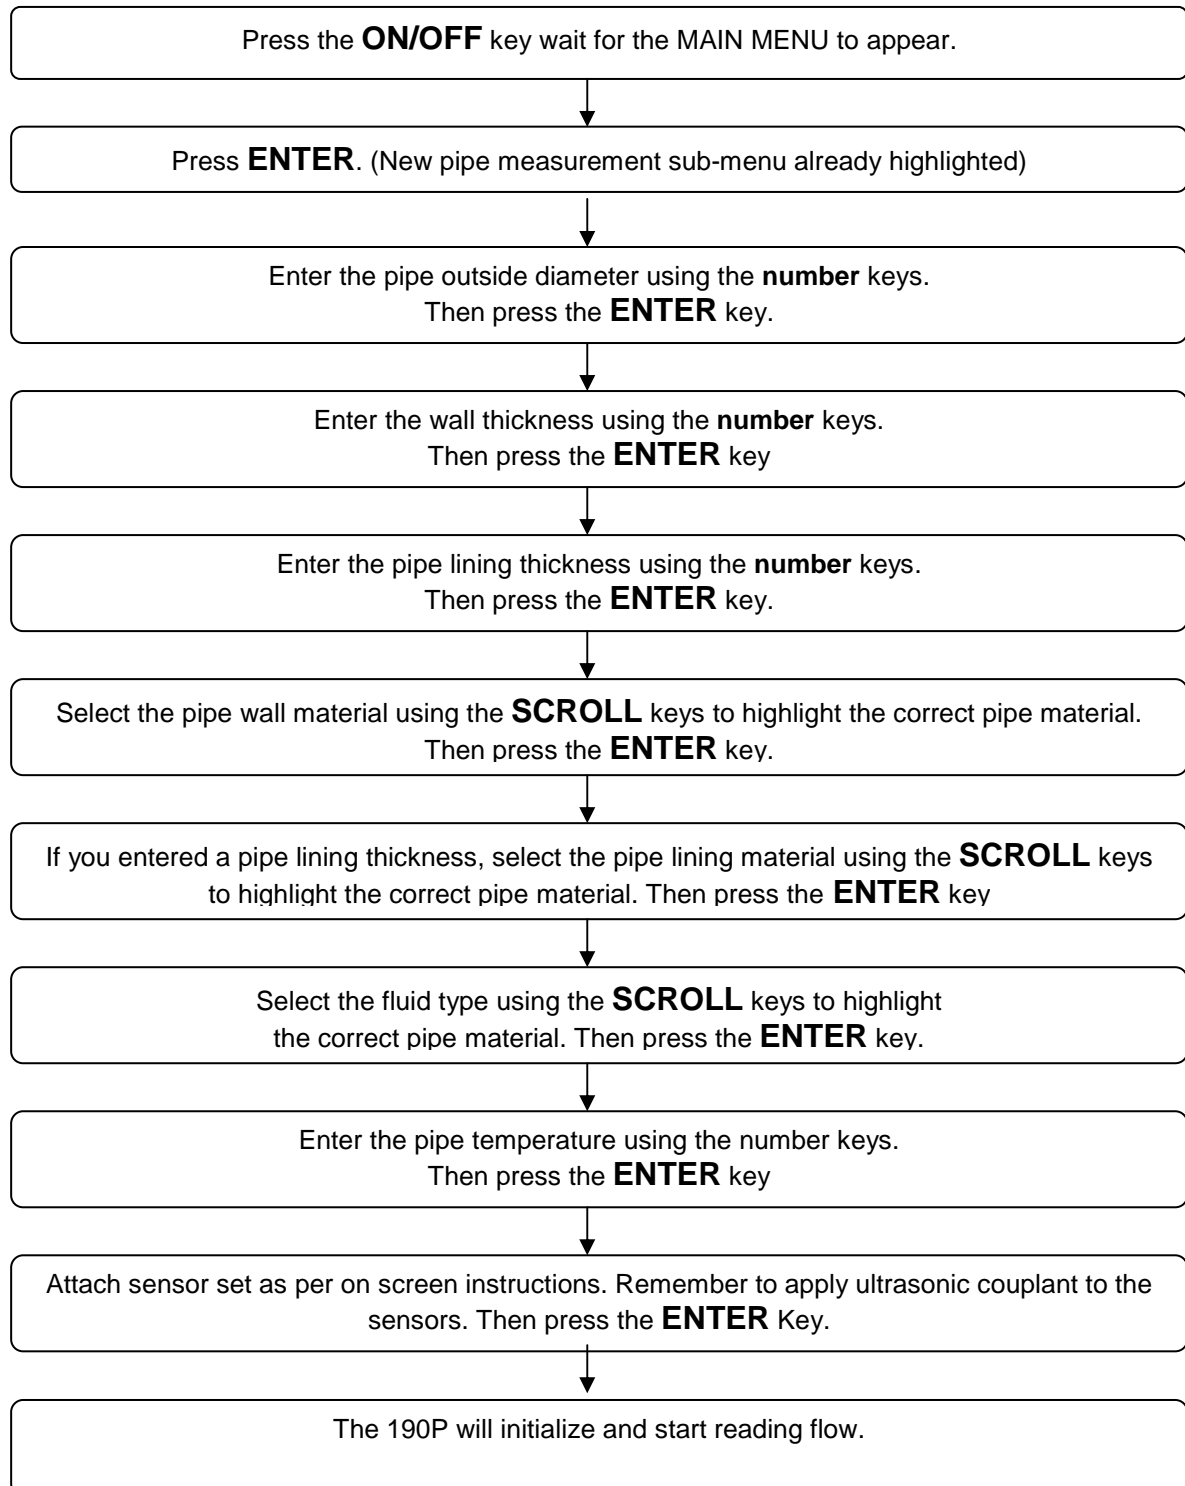 Press the ON/OFF key wait for the MAIN MENU to appear.
Press ENTER. (New pipe measurement sub-menu already highlighted)
Enter the pipe outside diameter using the number keys.
Then press the ENTER key.
Enter the wall thickness using the number keys.
Then press the ENTER key
Enter the pipe lining thickness using the number keys.
Then press the ENTER key.
Select the pipe wall material using the SCROLL keys to highlight the correct pipe material.
Then press the ENTER key.
If you entered a pipe lining thickness, select the pipe lining material using the SCROLL keys
to highlight the correct pipe material. Then press the ENTER key
Select the fluid type using the SCROLL keys to highlight
the correct pipe material. Then press the ENTER key.
Enter the pipe temperature using the number keys.
Then press the ENTER key
Attach sensor set as per on screen instructions. Remember to apply ultrasonic couplant to the
sensors. Then press the ENTER Key.
The 190P will initialize and start reading flow.